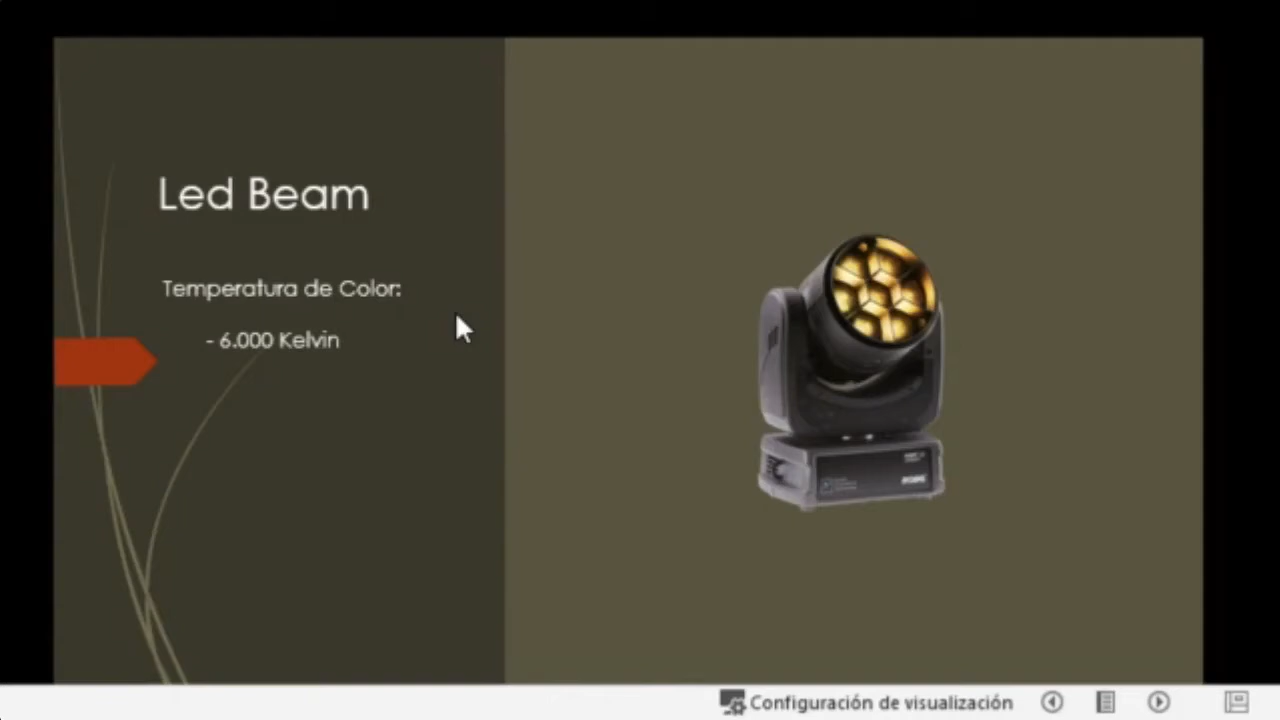 Led Beam
Temperatura de Color:
- 6.000 Kelvin
Configuración de visualización